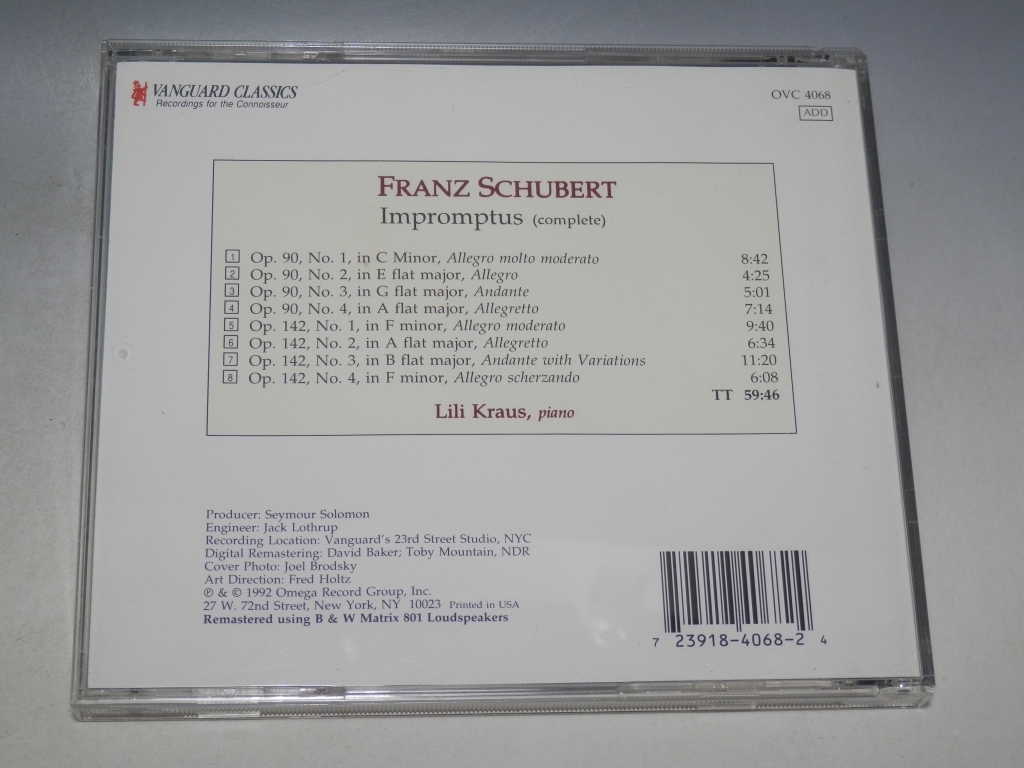 VANGUARD CLASSICS
Recordings for the Connoisseur
OVC 4068
ADD
FRANZ SCHUBERT
Impromptus (complete)
1 Op. 90, No. 1, in C Minor, Allegro molto moderato 8:42
2 Op. 90, No. 2, in E flat major, Allegro 4:25
3 Op. 90, No. 3, in G flat major, Andante 5:01
4 Op. 90, No. 4, in A flat major, Allegretto 7:14
5 Op. 142, No. 1, in F minor, Allegro moderato 9:40
6 Op. 142, No. 2, in A flat major, Allegretto 6:34
7 Op. 142, No. 3, in B flat major, Andante with Variations 11:20
8 Op. 142, No. 4, in F minor, Allegro scherzando 6:08
TT 59:46
Lili Kraus, piano
Producer: Seymour Solomon
Engineer: Jack Lothrup
Recording Location: Vanguard's 23rd Street Studio, NYC
Digital Remastering: David Baker; Toby Mountain, NDR
Cover Photo: Joel Brodsky
Art Direction: Fred Holtz
℗ & © 1992 Omega Record Group, Inc.
27 W. 72nd Street, New York, NY 10023 Printed in USA
Remastered using B & W Matrix 801 Loudspeakers
7 23918-4068-2 4